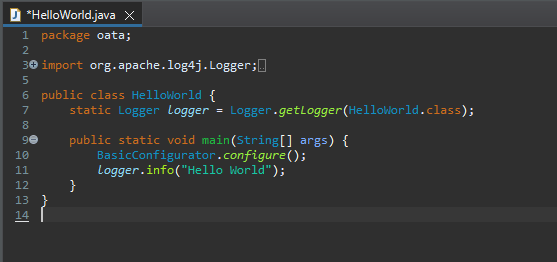 *HelloWorld.java
1 package oata;
2
3 import org.apache.log4j.Logger;
5
6 public class HelloWorld {
7     static Logger logger = Logger.getLogger(HelloWorld.class);
8
9     public static void main(String[] args) {
10         BasicConfigurator.configure();
11         logger.info("Hello World");
12     }
13 }
14